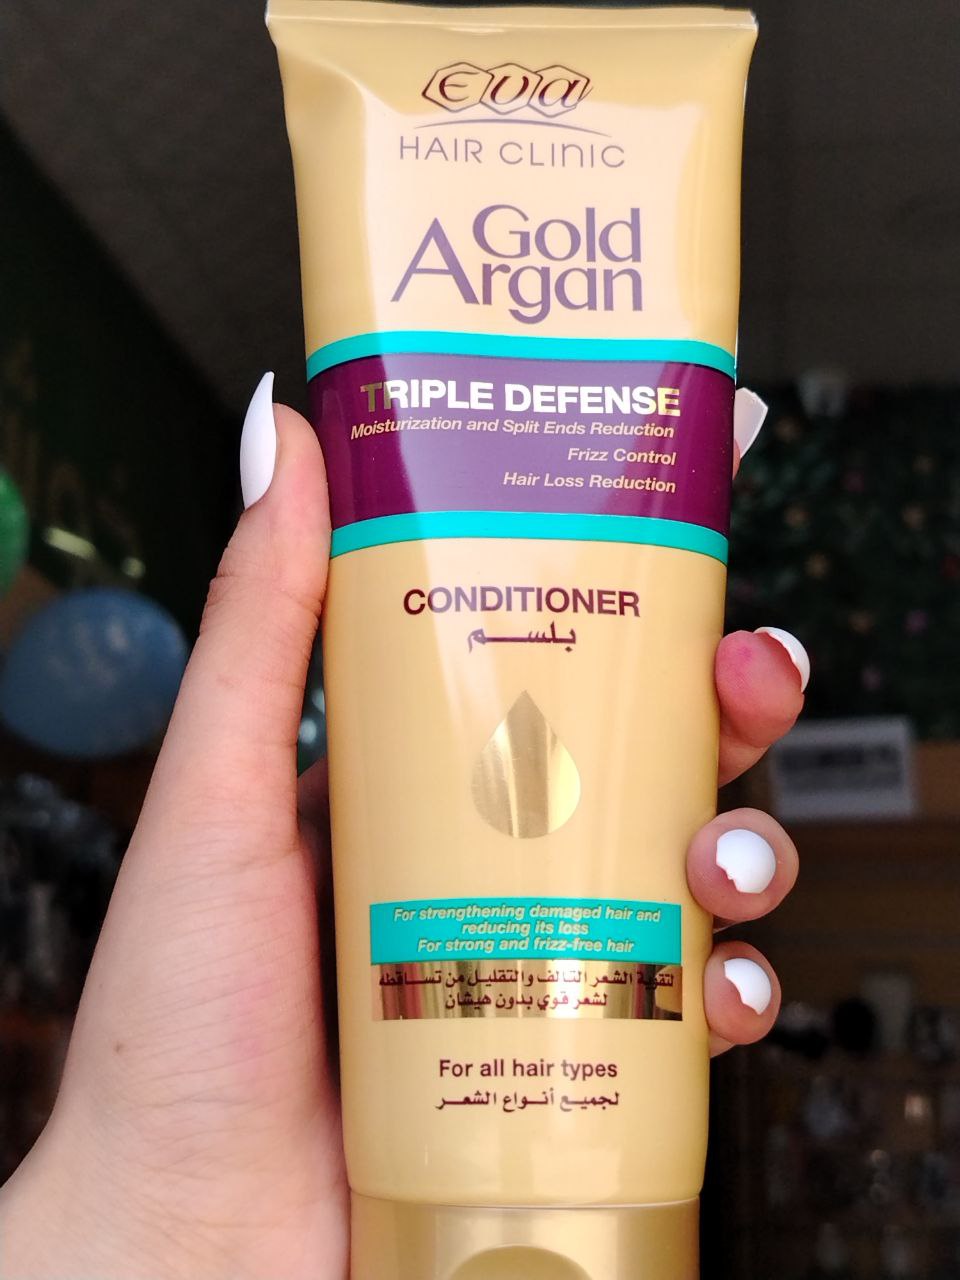 Eva
HAIR CLINIC
Gold
Argan
TRIPLE DEFENSE
Moisturization and Split Ends Reduction
Frizz Control
Hair Loss Reduction
CONDITIONER
بلسم
For strengthening damaged hair and
reducing its loss
For strong and frizz-free hair
لتقوية الشعر التالف والتقليل من تساقطه
لشعر قوي بدون هيشان
For all hair types
لجميع أنواع الشعر